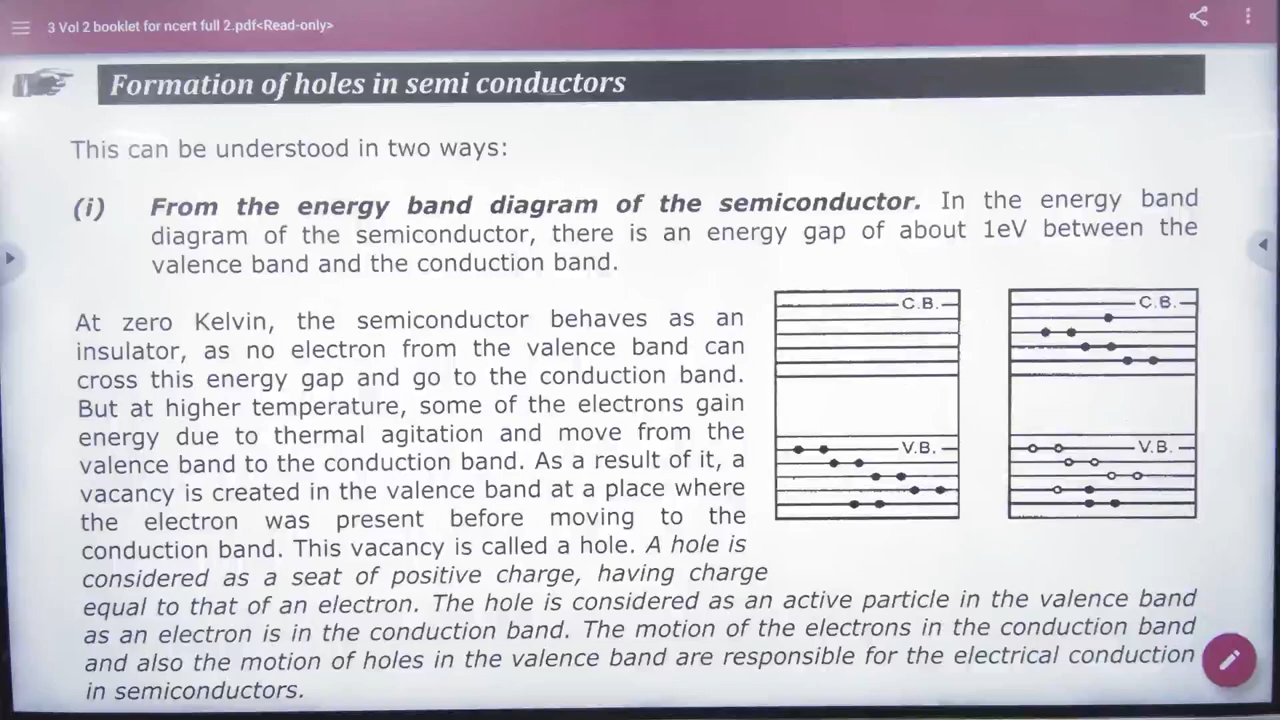 3 Vol 2 booklet for ncert full 2.pdf<Read-only>
Formation of holes in semi conductors
This can be understood in two ways:
(i) From the energy band diagram of the semiconductor. In the energy band
diagram of the semiconductor, there is an energy gap of about 1eV between the
valence band and the conduction band.
At zero Kelvin, the semiconductor behaves as an
insulator, as no electron from the valence band can
cross this energy gap and go to the conduction band.
But at higher temperature, some of the electrons gain
energy due to thermal agitation and move from the
valence band to the conduction band. As a result of it, a
vacancy is created in the valence band at a place where
the electron was present before moving to the
conduction band. This vacancy is called a hole. A hole is
considered as a seat of positive charge, having charge
equal to that of an electron. The hole is considered as an active particle in the valence band
as an electron is in the conduction band. The motion of the electrons in the conduction band
and also the motion of holes in the valence band are responsible for the electrical conduction
in semiconductors.
C.B.
V.B.
C.B.
V.B.